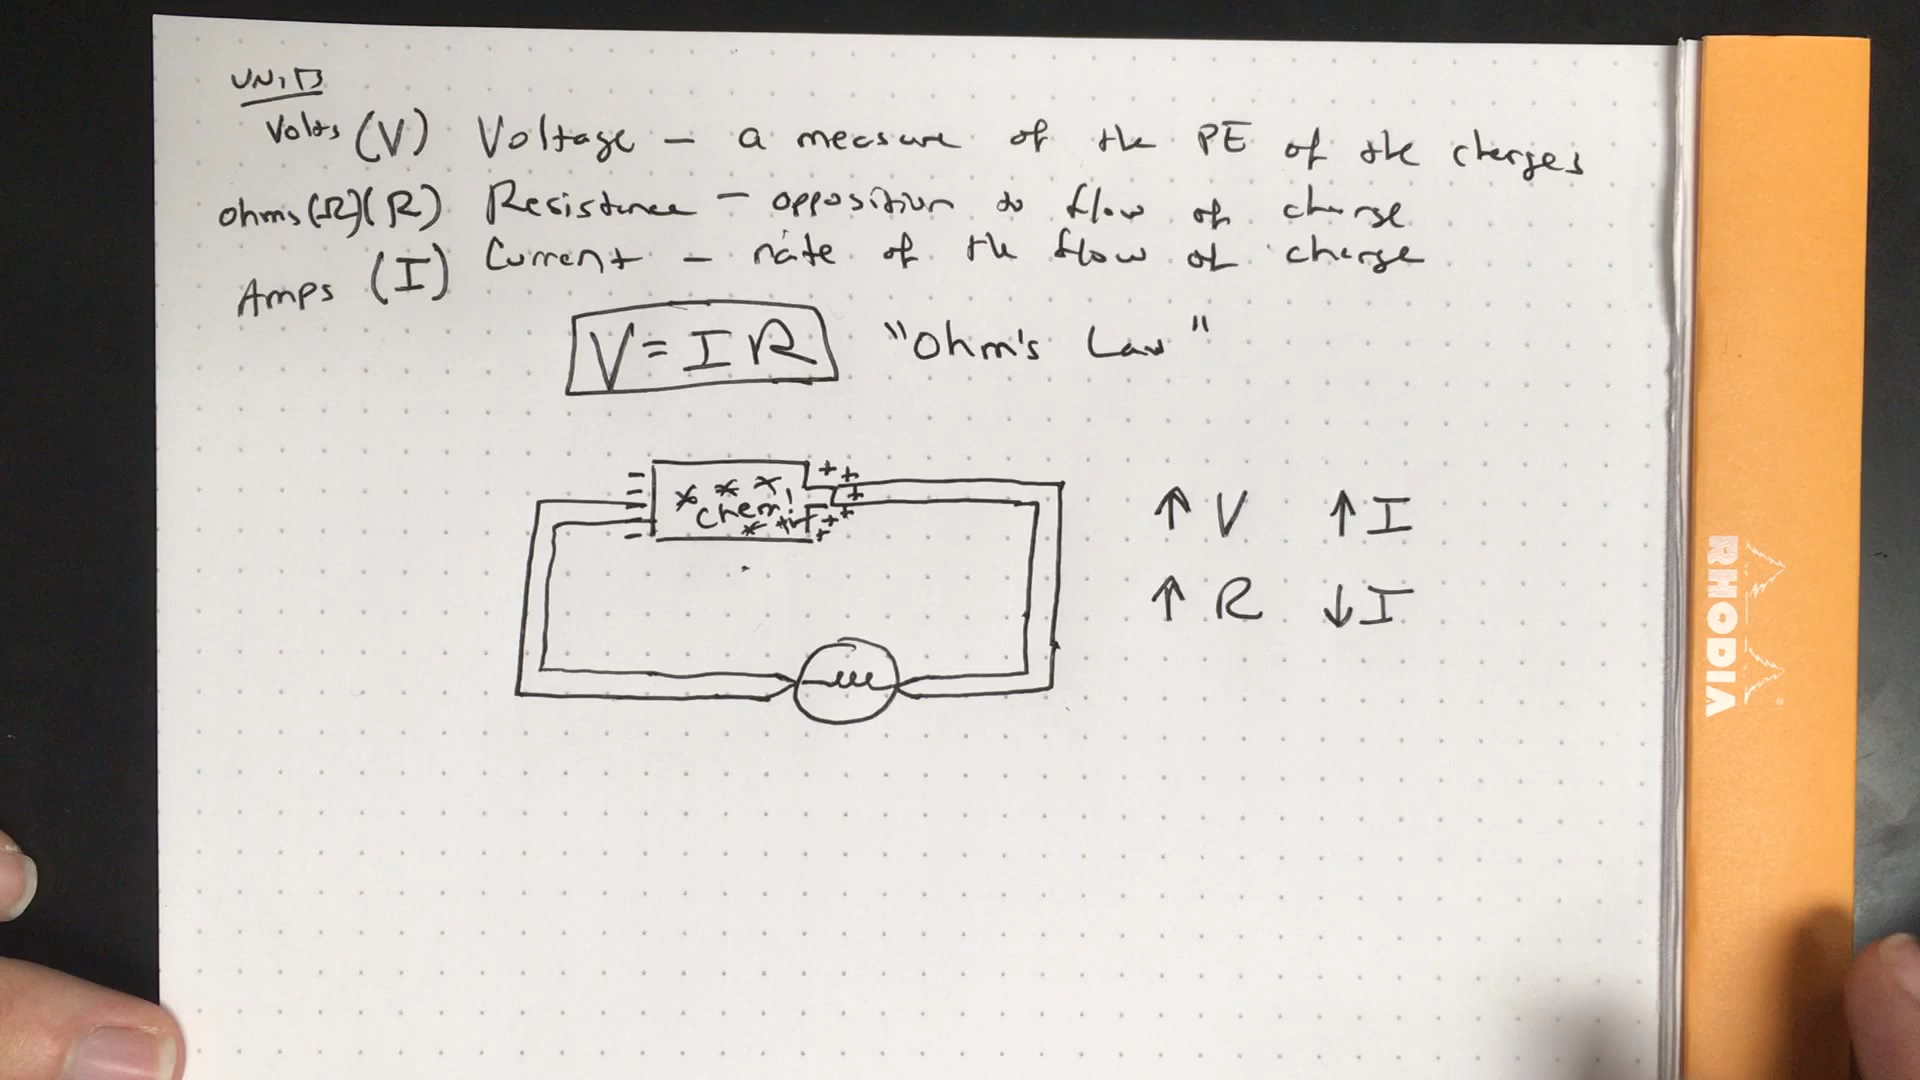 UNITS
Volts (V) Voltage – a measure of the PE of the charges
Ohms (Ω) (R) Resistance – opposition to flow of charge
Amps (I) Current – rate of the flow of charge
V = IR "Ohm's Law"
– + +
– +
– +
– + +
Chem!
↑ V ↑ I
↑ R ↓ I
RHODIA